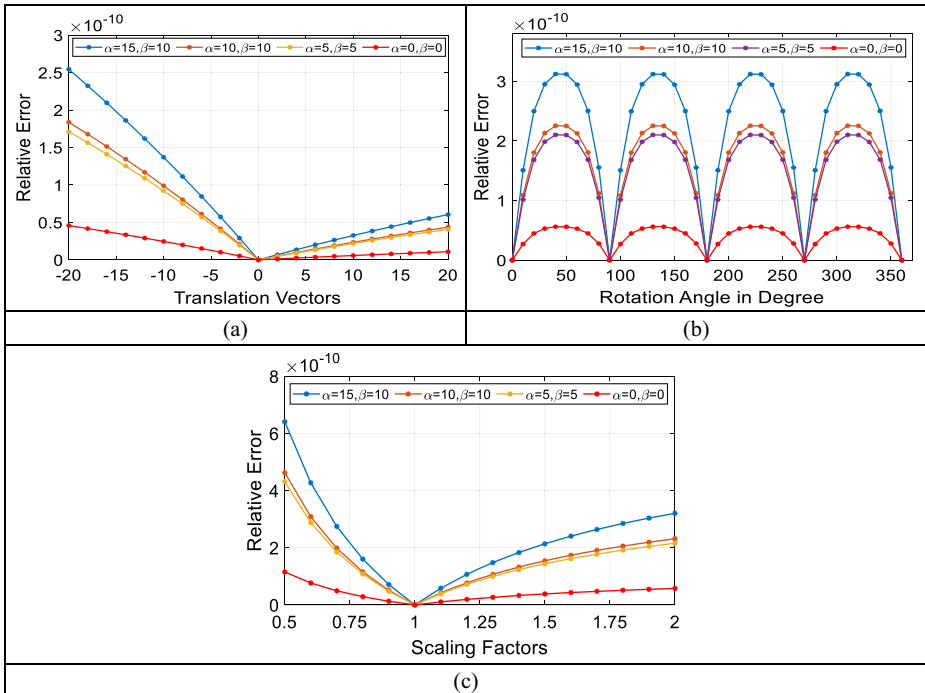 ×10⁻¹⁰
3
2.5
2
1.5
1
0.5
0
Relative Error
α=15,β=10 α=10,β=10 α=5,β=5 α=0,β=0
-20 -15 -10 -5 0 5 10 15 20
Translation Vectors
(a)
×10⁻¹⁰
3
2
1
0
Relative Error
α=15,β=10 α=10,β=10 α=5,β=5 α=0,β=0
0 50 100 150 200 250 300 350
Rotation Angle in Degree
(b)
×10⁻¹⁰
8
6
4
2
0
Relative Error
α=15,β=10 α=10,β=10 α=5,β=5 α=0,β=0
0.5 0.75 1 1.25 1.5 1.75 2
Scaling Factors
(c)